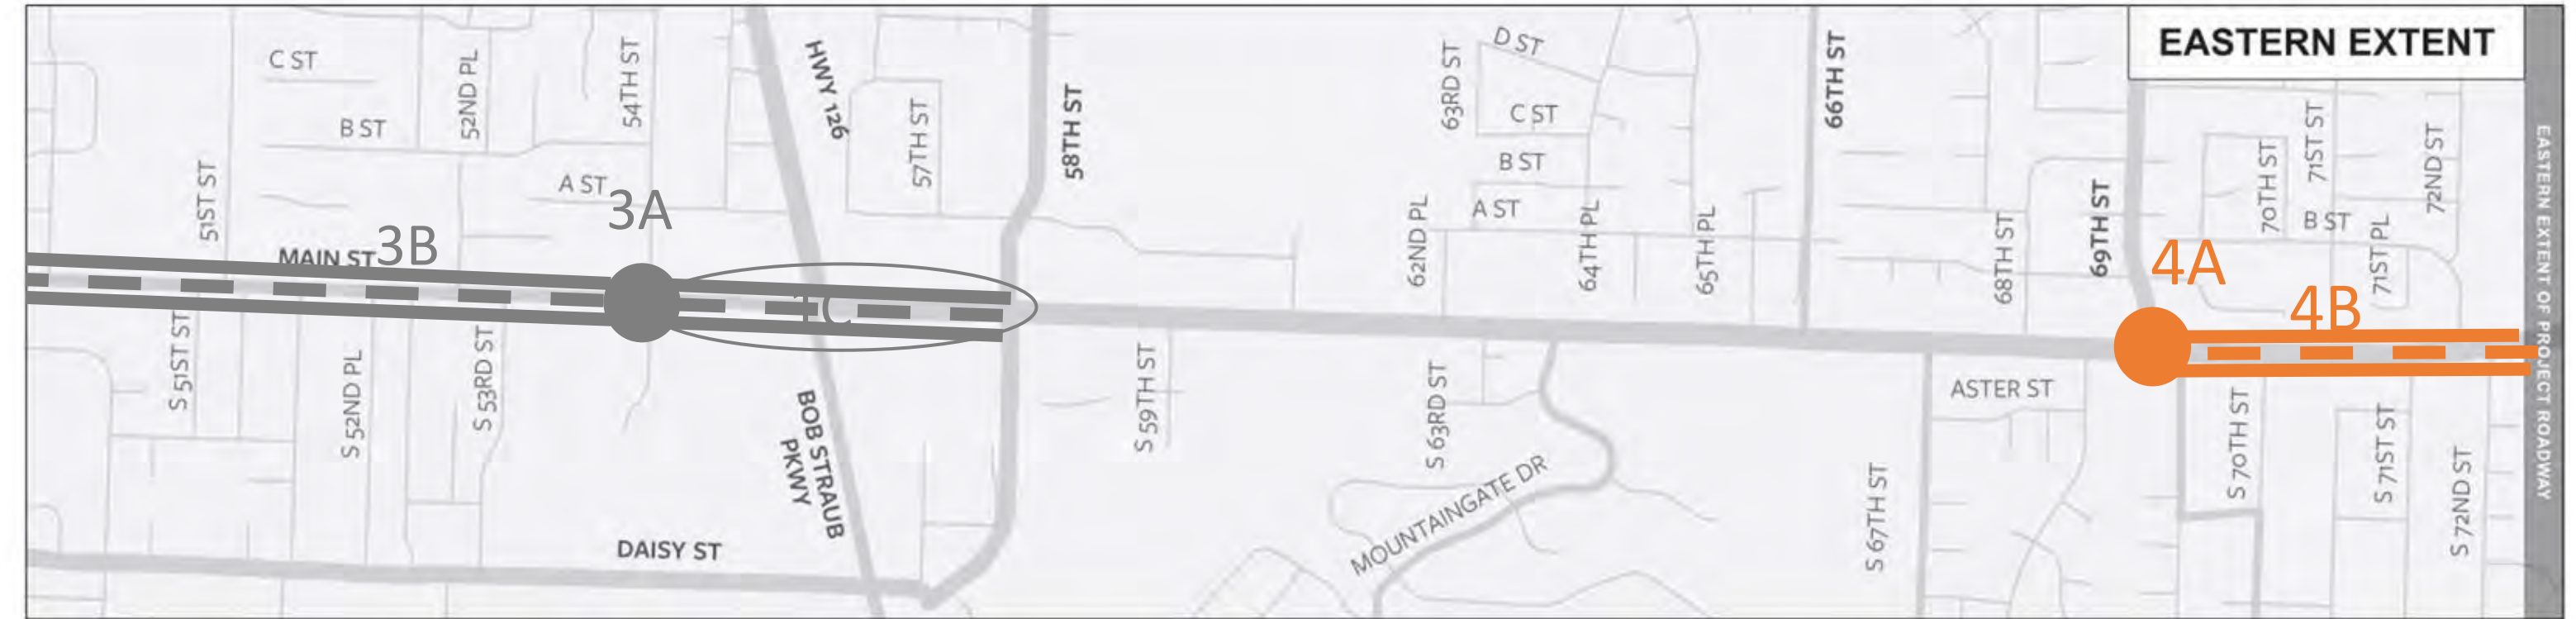 EASTERN EXTENT
C ST
52ND PL
54TH ST
HWY 126
57TH ST
58TH ST
63RD ST
D ST
C ST
66TH ST
B ST
A ST
51ST ST
B ST
A ST
62ND PL
64TH PL
65TH PL
68TH ST
69TH ST
70TH ST
71ST ST
72ND ST
B ST
71ST PL
3A
3B
MAIN ST
1C
4A
4B
S 51ST ST
S 52ND PL
S 53RD ST
BOB STRAUB
PKWY
S 59TH ST
S 63RD ST
MOUNTAINGATE DR
ASTER ST
S 67TH ST
S 70TH ST
S 71ST ST
S 72ND ST
DAISY ST
EASTERN EXTENT OF PROJECT ROADWAY